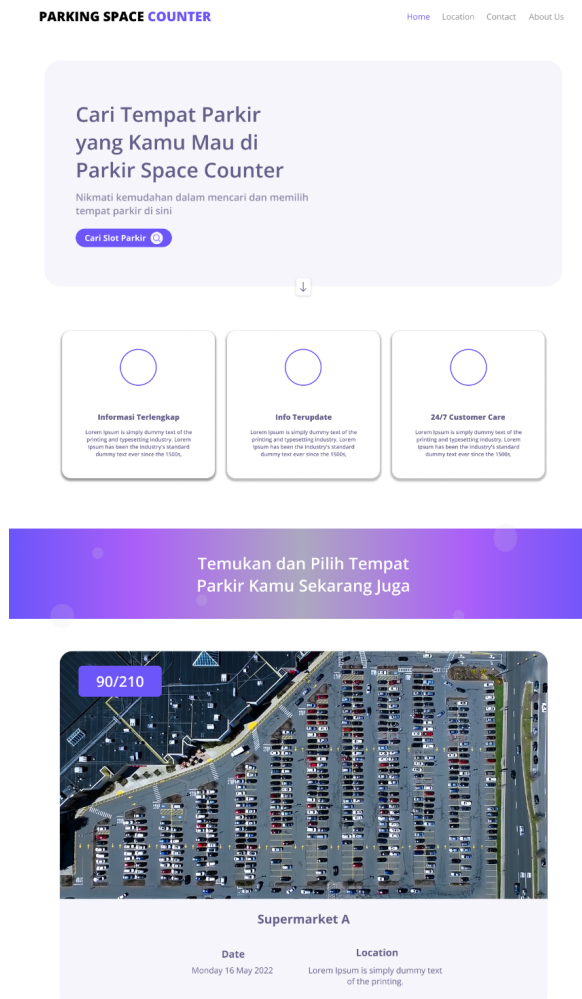 PARKING SPACE COUNTER
Home Location Contact About Us
Cari Tempat Parkir
yang Kamu Mau di
Parkir Space Counter
Nikmati kemudahan dalam mencari dan memilih
tempat parkir di sini
Cari Slot Parkir
Informasi Terlengkap
Lorem Ipsum is simply dummy text of the
printing and typesetting industry. Lorem
Ipsum has been the industry's standard
dummy text ever since the 1500s,
Info Terupdate
Lorem Ipsum is simply dummy text of the
printing and typesetting industry. Lorem
Ipsum has been the industry's standard
dummy text ever since the 1500s,
24/7 Customer Care
Lorem Ipsum is simply dummy text of the
printing and typesetting industry. Lorem
Ipsum has been the industry's standard
dummy text ever since the 1500s,
Temukan dan Pilih Tempat
Parkir Kamu Sekarang Juga
90/210
Supermarket A
Date
Monday 16 May 2022
Location
Lorem Ipsum is simply dummy text
of the printing.